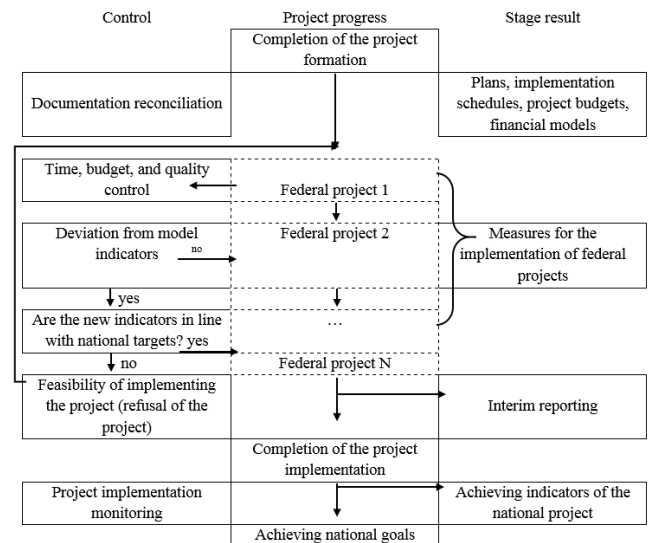 Control
Project progress
Stage result
Completion of the project
formation
Documentation reconciliation
Plans, implementation
schedules, project budgets,
financial models
Time, budget, and quality
control
Federal project 1
Deviation from model
indicators
no
Federal project 2
Measures for the
implementation of federal
projects
yes
Are the new indicators in line
with national targets? yes
…
no
Federal project N
Feasibility of implementing
the project (refusal of the
project)
Interim reporting
Completion of the project
implementation
Project implementation
monitoring
Achieving indicators of the
national project
Achieving national goals